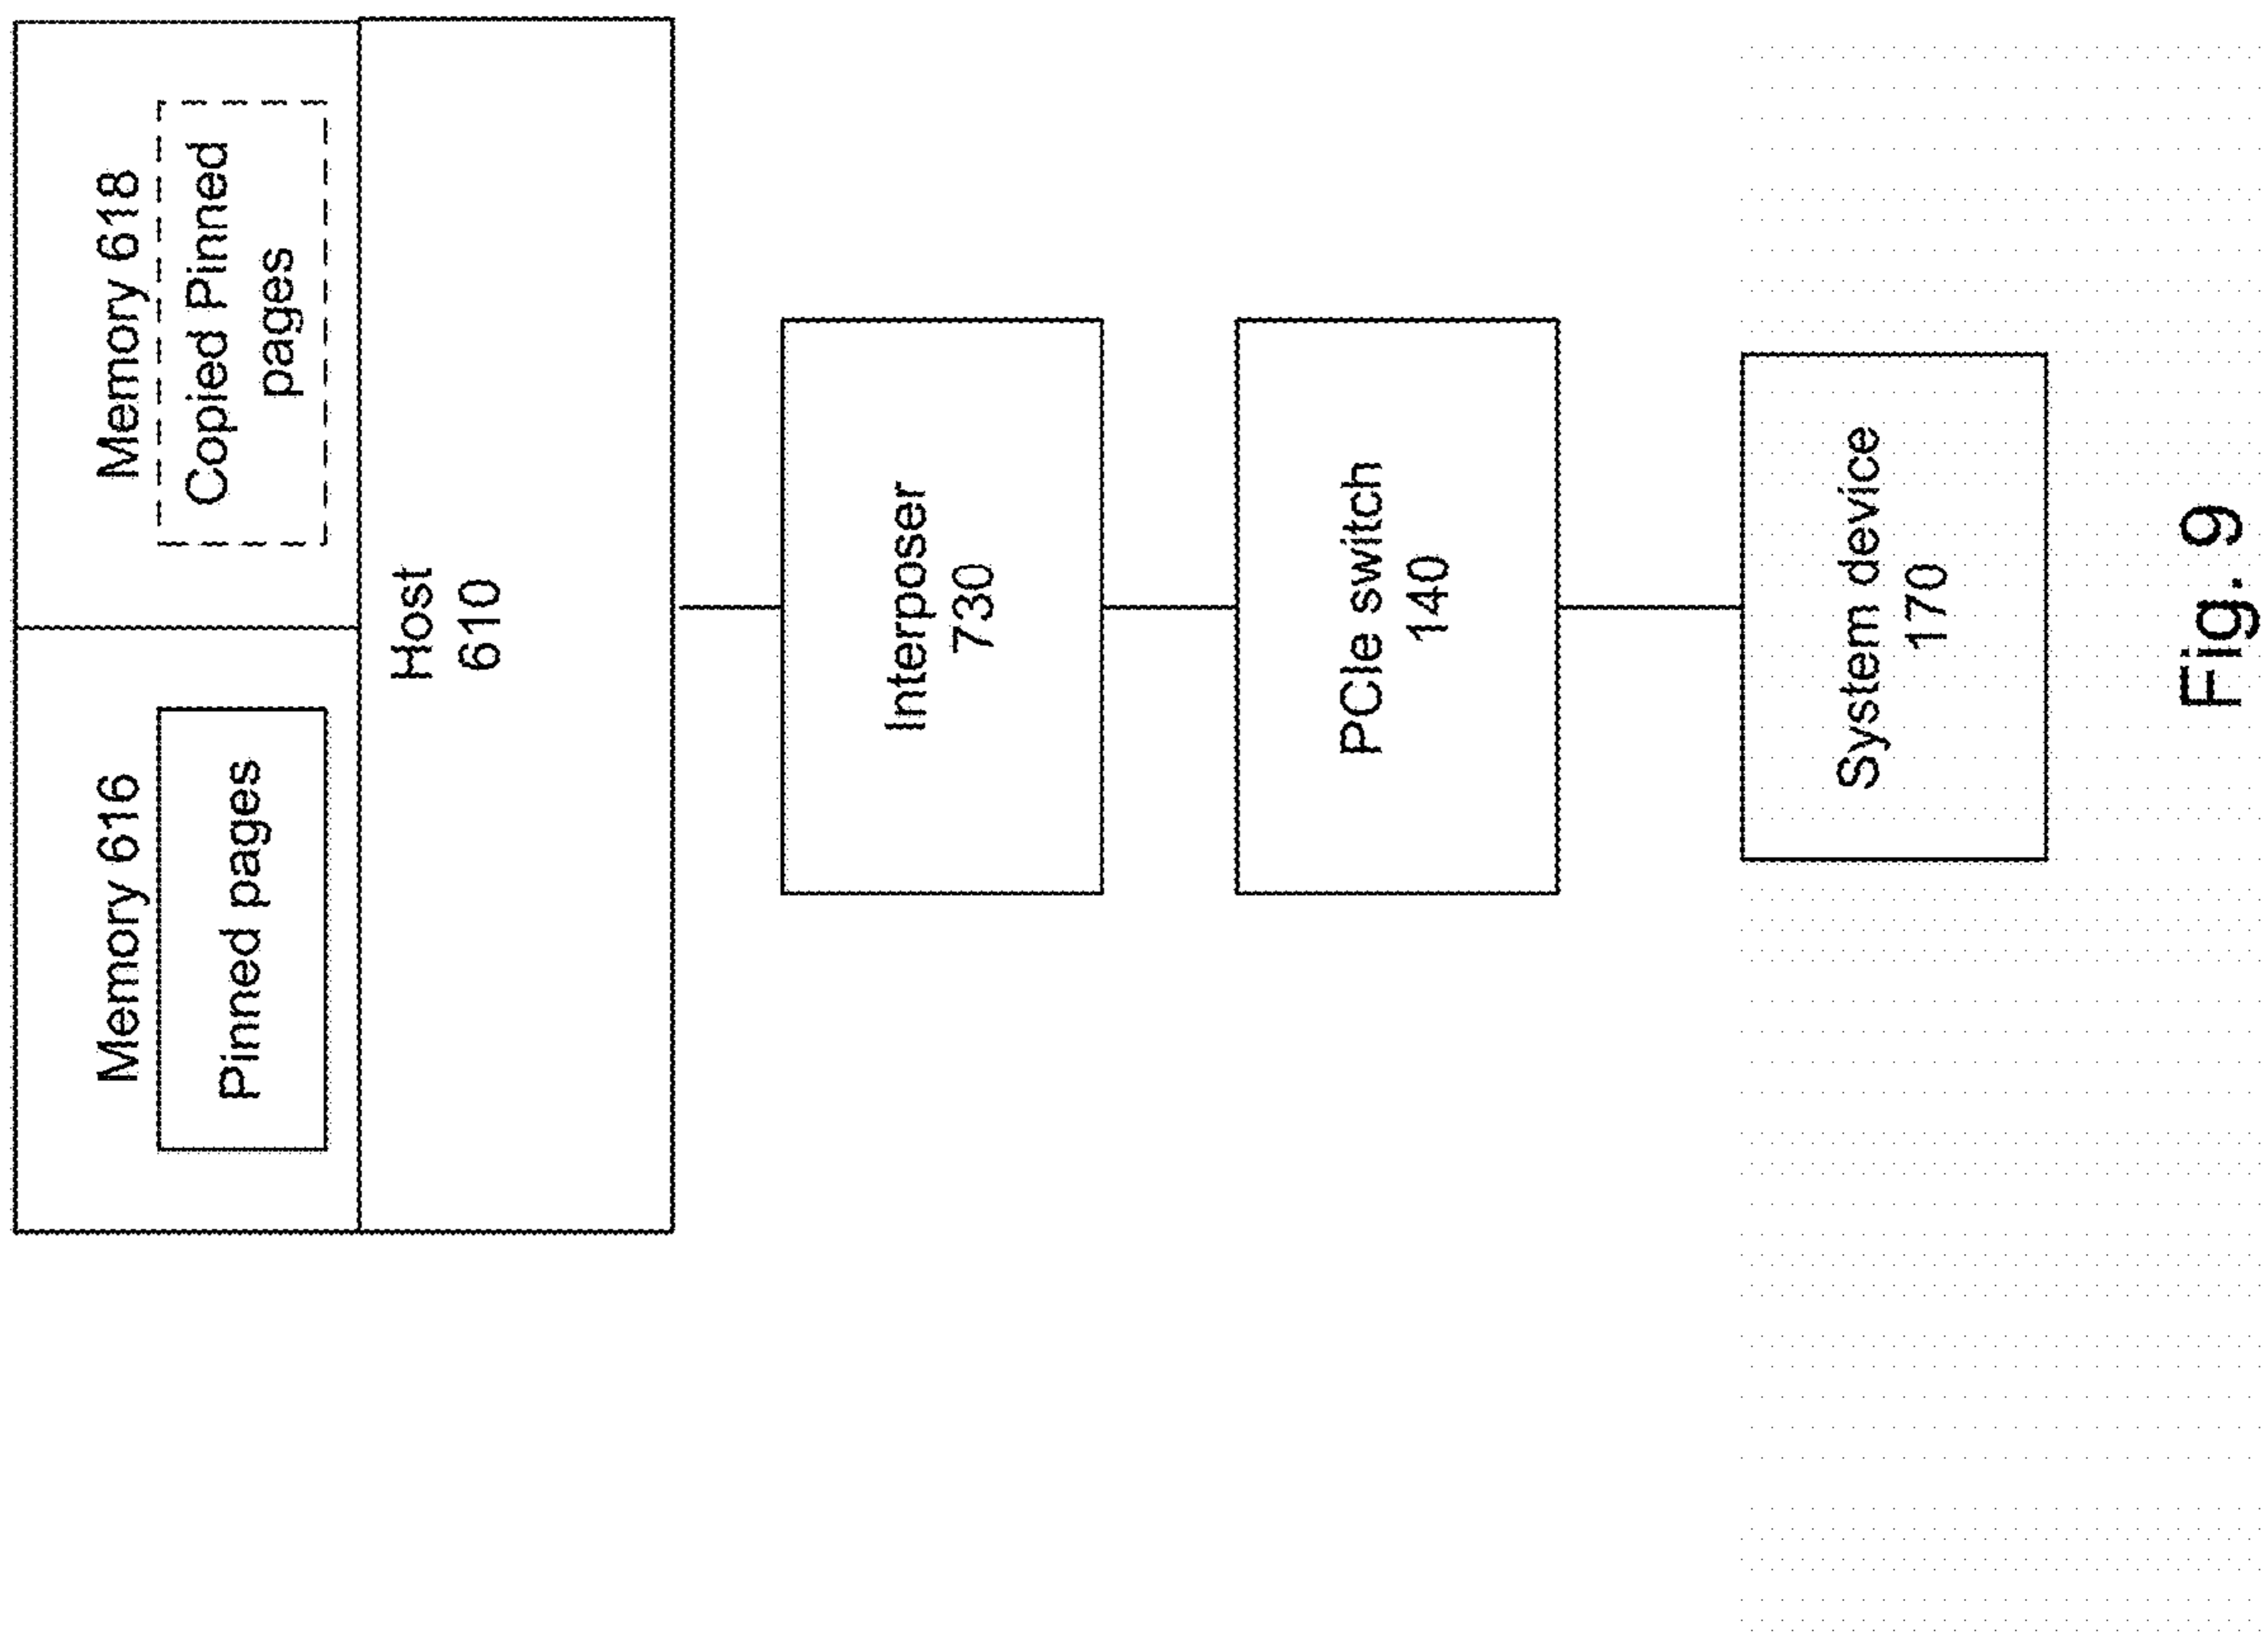 Memory 616
Pinned pages
Memory 618
Copied Pinned
pages
Host
610
Interposer
730
PCIe switch
140
System device
170
Fig. 9